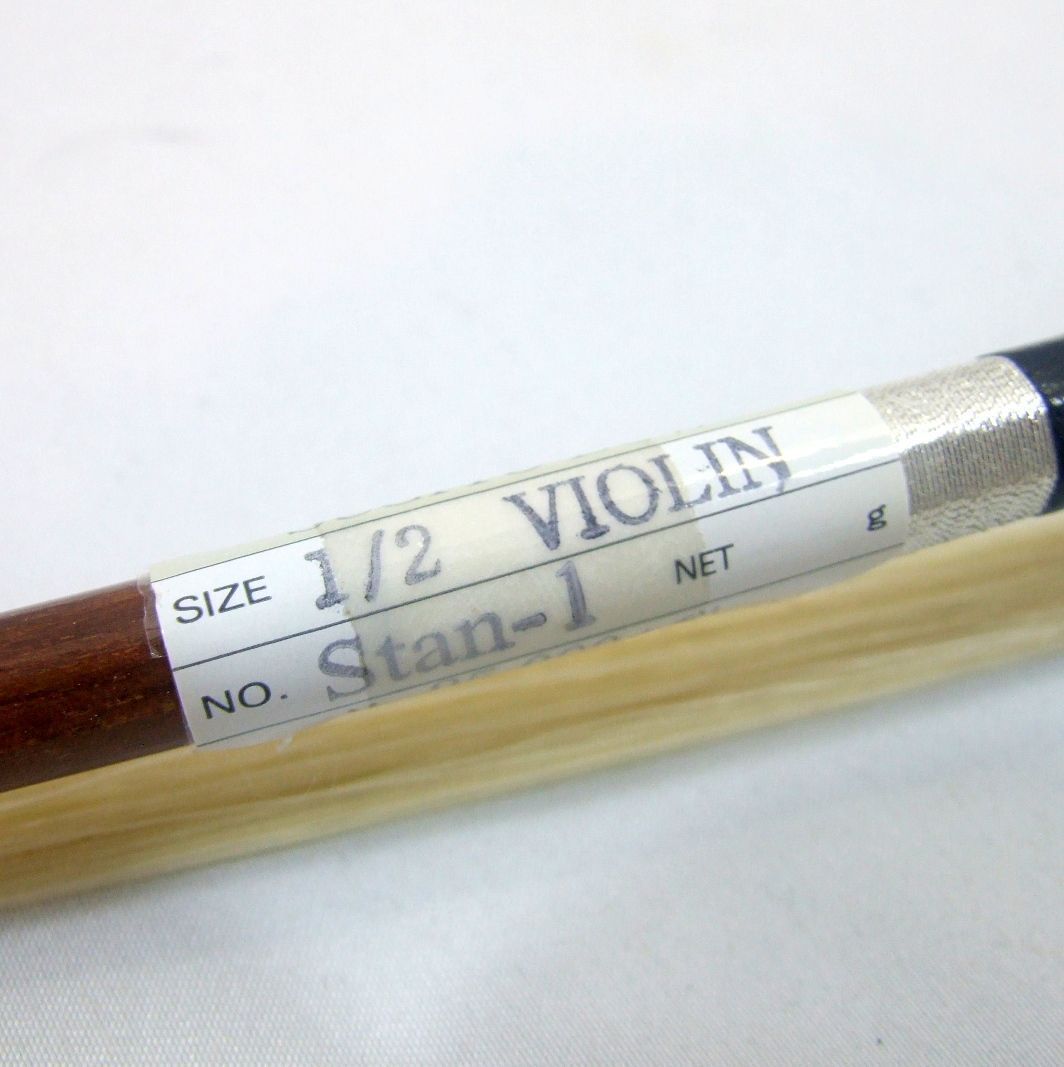 SIZE 1/2 VIOLIN
NO. Stan-1 NET g